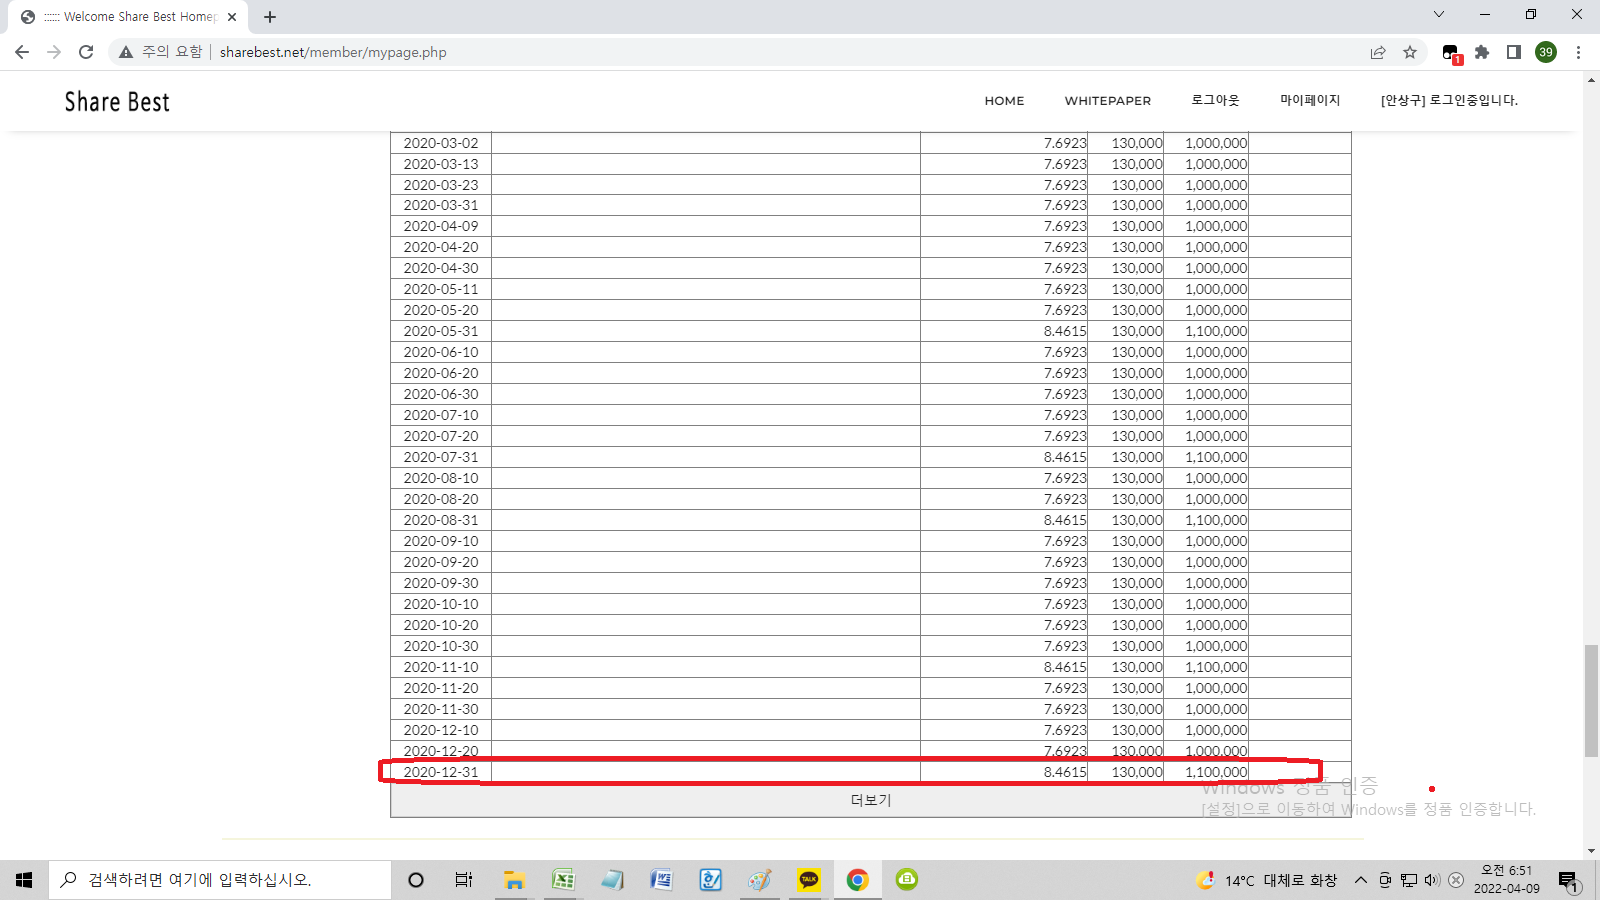 :::::: Welcome Share Best Homep
주의 요함 | sharebest.net/member/mypage.php
1
39
Share Best
HOME WHITEPAPER 로그아웃 마이페이지 [안상구] 로그인중입니다.
2020-03-02 7.6923 130,000 1,000,000
2020-03-13 7.6923 130,000 1,000,000
2020-03-23 7.6923 130,000 1,000,000
2020-03-31 7.6923 130,000 1,000,000
2020-04-09 7.6923 130,000 1,000,000
2020-04-20 7.6923 130,000 1,000,000
2020-04-30 7.6923 130,000 1,000,000
2020-05-11 7.6923 130,000 1,000,000
2020-05-20 7.6923 130,000 1,000,000
2020-05-31 8.4615 130,000 1,100,000
2020-06-10 7.6923 130,000 1,000,000
2020-06-20 7.6923 130,000 1,000,000
2020-06-30 7.6923 130,000 1,000,000
2020-07-10 7.6923 130,000 1,000,000
2020-07-20 7.6923 130,000 1,000,000
2020-07-31 8.4615 130,000 1,100,000
2020-08-10 7.6923 130,000 1,000,000
2020-08-20 7.6923 130,000 1,000,000
2020-08-31 8.4615 130,000 1,100,000
2020-09-10 7.6923 130,000 1,000,000
2020-09-20 7.6923 130,000 1,000,000
2020-09-30 7.6923 130,000 1,000,000
2020-10-10 7.6923 130,000 1,000,000
2020-10-20 7.6923 130,000 1,000,000
2020-10-30 7.6923 130,000 1,000,000
2020-11-10 8.4615 130,000 1,100,000
2020-11-20 7.6923 130,000 1,000,000
2020-11-30 7.6923 130,000 1,000,000
2020-12-10 7.6923 130,000 1,000,000
2020-12-20 7.6923 130,000 1,000,000
2020-12-31 8.4615 130,000 1,100,000
더보기
Windows 정품 인증
[설정]으로 이동하여 Windows를 정품 인증합니다.
검색하려면 여기에 입력하십시오.
TALK
14°C 대체로 화창
오전 6:51
2022-04-09
1